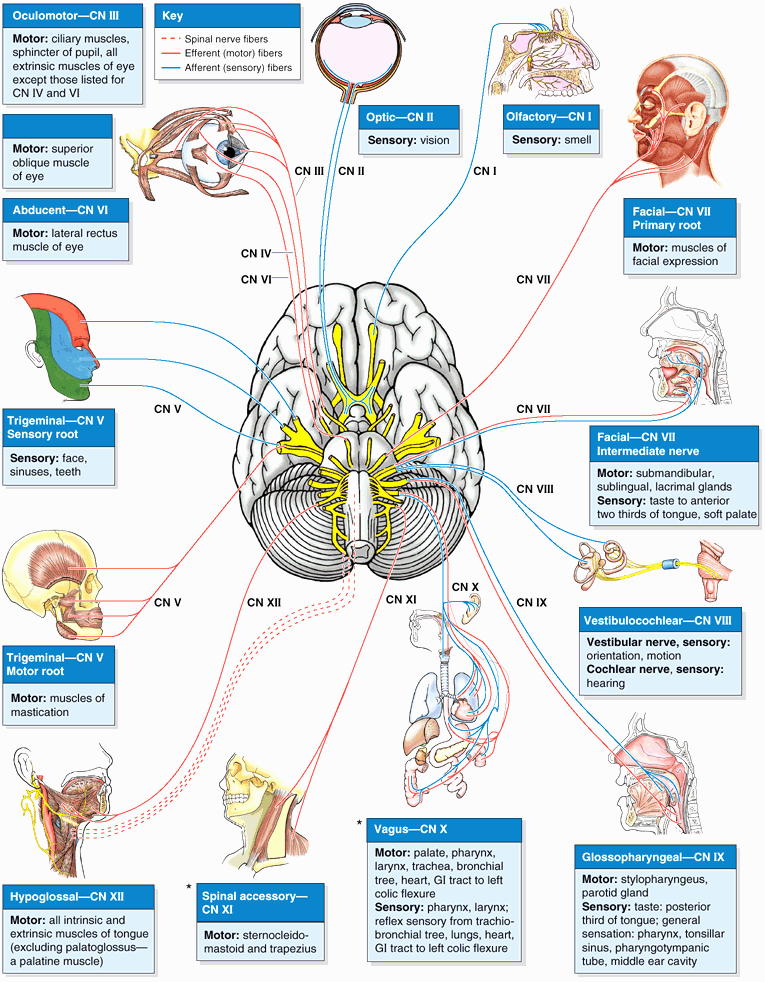 Oculomotor—CN III
Motor: ciliary muscles,
sphincter of pupil, all
extrinsic muscles of eye
except those listed for
CN IV and VI
Key
Spinal nerve fibers
Efferent (motor) fibers
Afferent (sensory) fibers
Optic—CN II
Sensory: vision
Olfactory—CN I
Sensory: smell
Motor: superior
oblique muscle
of eye
Abducent—CN VI
Motor: lateral rectus
muscle of eye
Facial—CN VII
Primary root
Motor: muscles of
facial expression
CN III
CN II
CN I
CN IV
CN VI
CN VII
CN V
CN VII
Trigeminal—CN V
Sensory root
Sensory: face,
sinuses, teeth
Facial—CN VII
Intermediate nerve
Motor: submandibular,
sublingual, lacrimal glands
Sensory: taste to anterior
two thirds of tongue, soft palate
CN VIII
CN V
CN XII
CN XI
CN X
CN IX
Vestibulocochlear—CN VIII
Vestibular nerve, sensory:
orientation, motion
Cochlear nerve, sensory:
hearing
Trigeminal—CN V
Motor root
Motor: muscles of
mastication
Hypoglossal—CN XII
Motor: all intrinsic and
extrinsic muscles of tongue
(excluding palatoglossus—
a palatine muscle)
*
Spinal accessory—
CN XI
Motor: sternocleido-
mastoid and trapezius
*
Vagus—CN X
Motor: palate, pharynx,
larynx, trachea, bronchial
tree, heart, GI tract to left
colic flexure
Sensory: pharynx, larynx;
reflex sensory from trachio-
bronchial tree, lungs, heart,
GI tract to left colic flexure
Glossopharyngeal—CN IX
Motor: stylopharyngeus,
parotid gland
Sensory: taste: posterior
third of tongue; general
sensation: pharynx, tonsillar
sinus, pharyngotympanic
tube, middle ear cavity